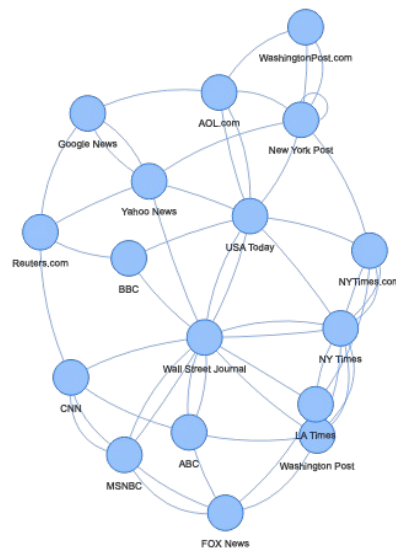 WashingtonPost.com
AOL.com
Google News
New York Post
Yahoo News
USA Today
Reuters.com
BBC
NYTimes.com
NY Times
Wall Street Journal
CNN
LA Times
ABC
Washington Post
MSNBC
FOX News